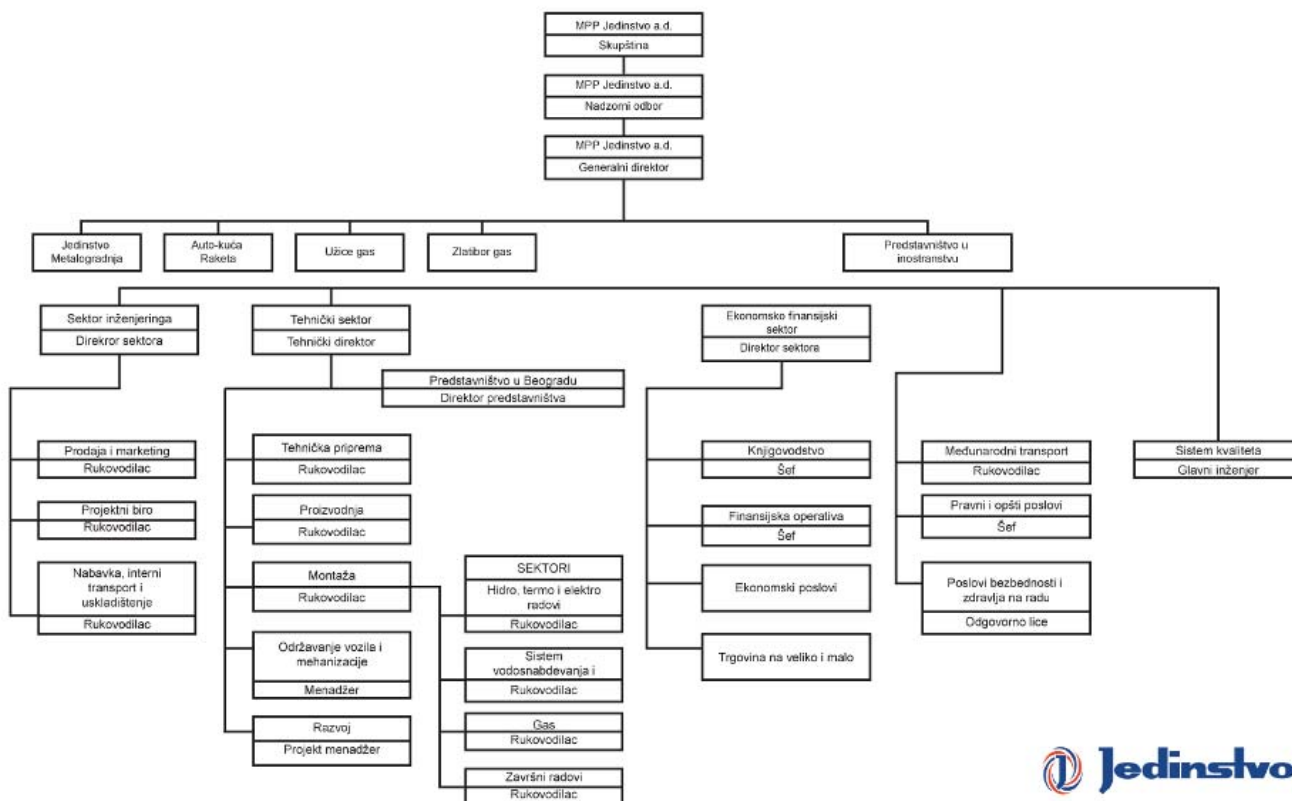 MPP Jedinstvo a.d.
Skupština
MPP Jedinstvo a.d.
Nadzorni odbor
MPP Jedinstvo a.d.
Generalni direktor
Jedinstvo
Metalogradnja
Auto-kuća
Raketa
Užice gas
Zlatibor gas
Predstavništvo u
inostranstvu
Sektor inženjeringa
Direkror sektora
Tehnički sektor
Tehnički direktor
Ekonomsko finansijski
sektor
Direktor sektora
Predstavništvo u Beogradu
Direktor predstavništva
Prodaja i marketing
Rukovodilac
Projektni biro
Rukovodilac
Nabavka, interni
transport i
uskladištenje
Rukovodilac
Tehnička priprema
Rukovodilac
Proizvodnja
Rukovodilac
Montaža
Rukovodilac
Održavanje vozila i
mehanizacije
Menadžer
Razvoj
Projekt menadžer
SEKTORI
Hidro, termo i elektro
radovi
Rukovodilac
Sistem
vodosnabdevanja i
Rukovodilac
Gas
Rukovodilac
Završni radovi
Rukovodilac
Knjigovodstvo
Šef
Finansijska operativa
Šef
Ekonomski poslovi
Trgovina na veliko i malo
Međunarodni transport
Rukovodilac
Pravni i opšti poslovi
Šef
Poslovi bezbednosti i
zdravlja na radu
Odgovorno lice
Sistem kvaliteta
Glavni inženjer
Jedinstvo